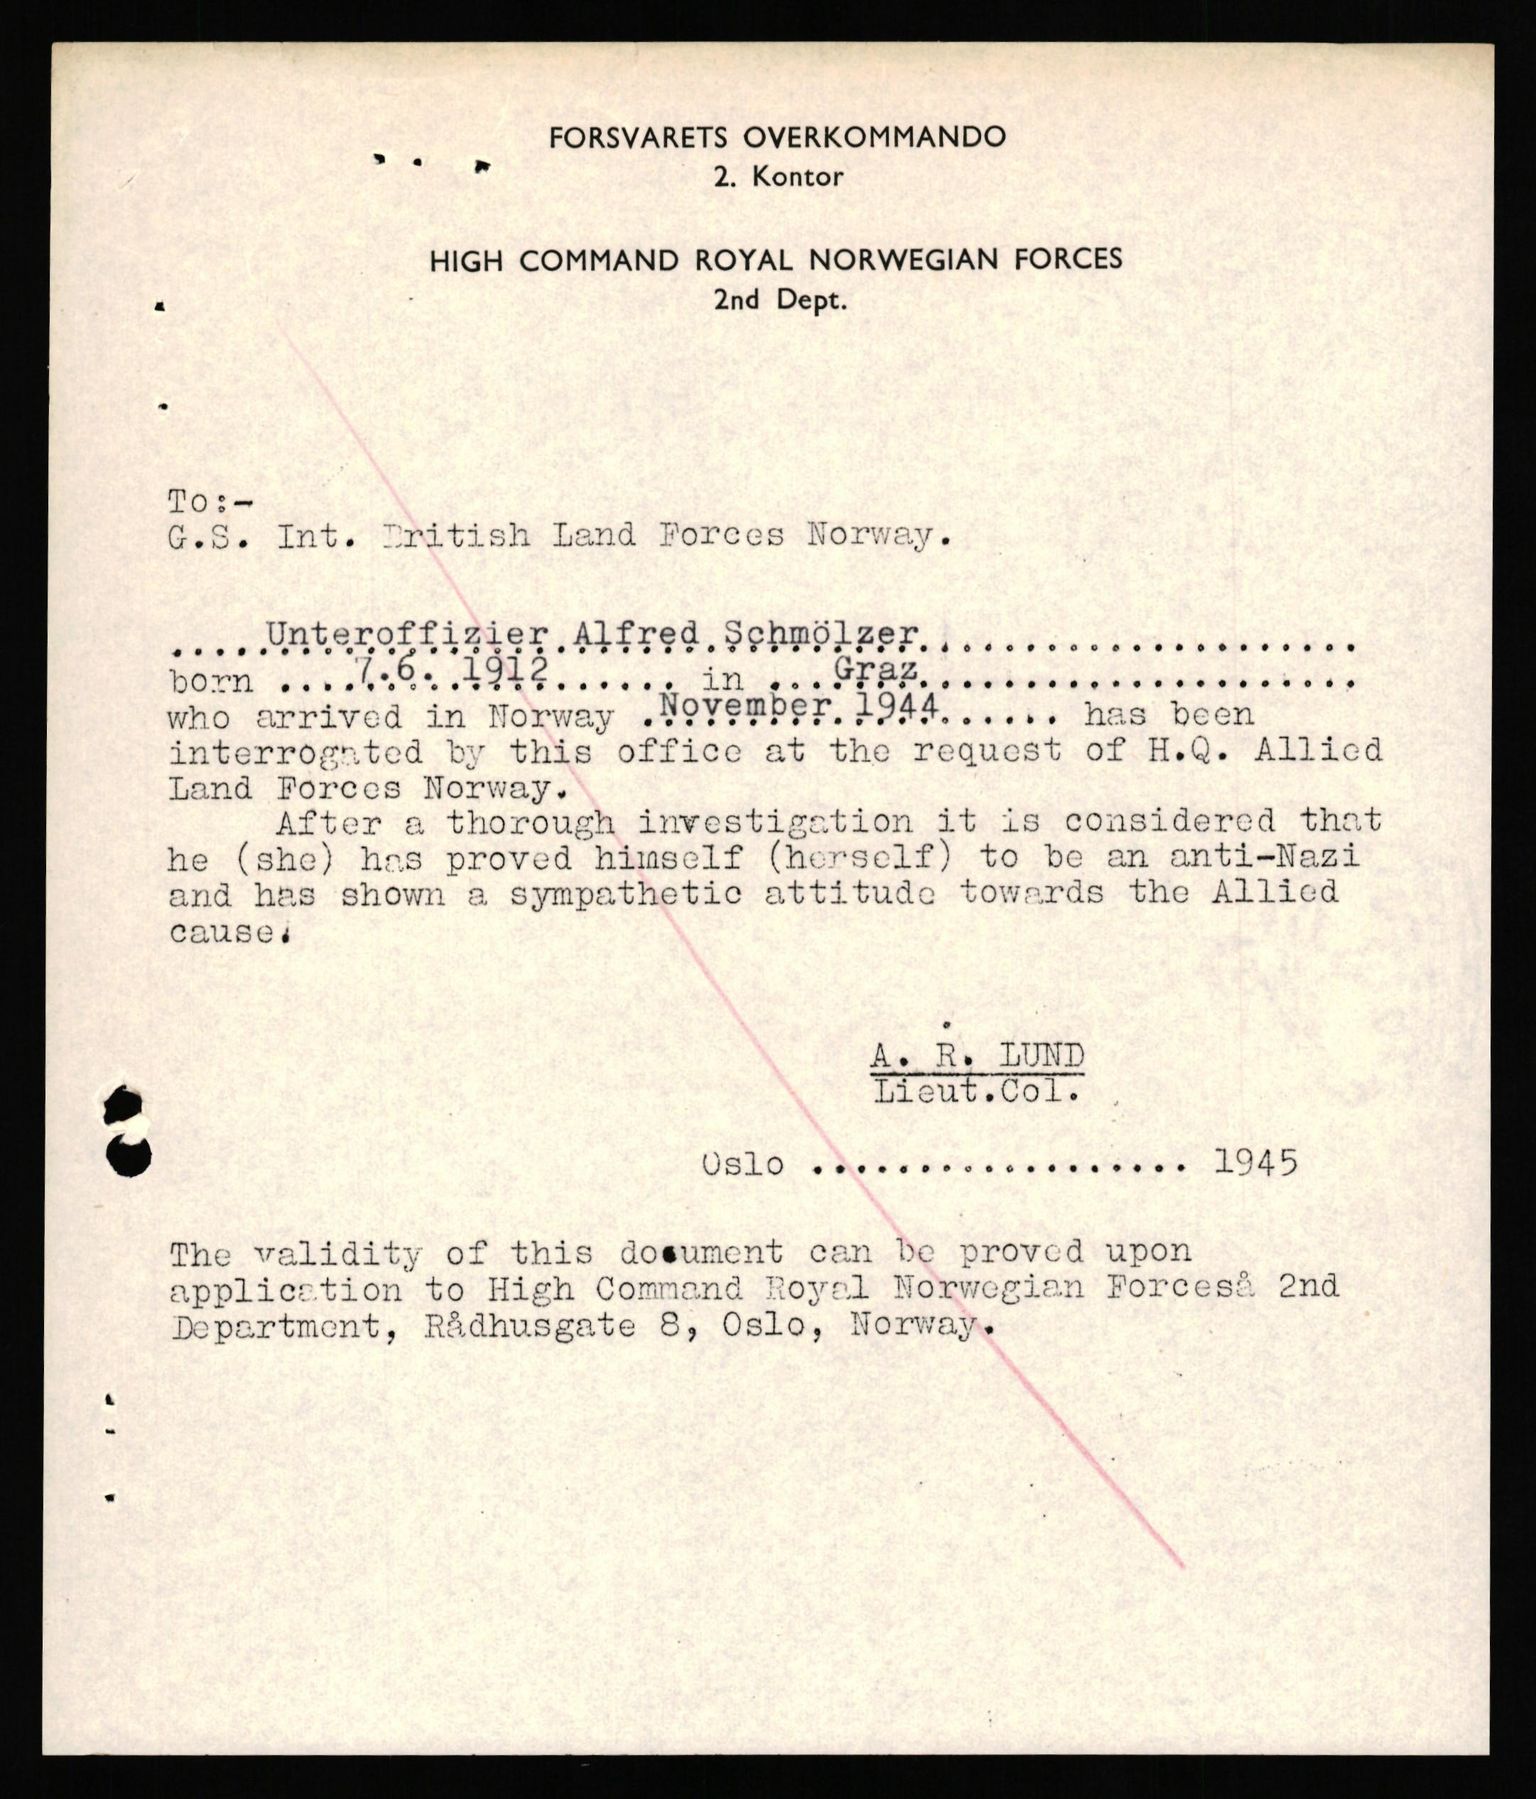 FORSVARETS OVERKOMMANDO
2. Kontor
HIGH COMMAND ROYAL NORWEGIAN FORCES
2nd Dept.
To:-
G.S. Int. British Land Forces Norway.
.....Unteroffizier Alfred Schmölzer.....................
born ....7.6. 1912...... in ...Graz.....................
who arrived in Norway .November 1944...... has been
interrogated by this office at the request of H.Q. Allied
Land Forces Norway.
After a thorough investigation it is considered that
he (she) has proved himself (herself) to be an anti-Nazi
and has shown a sympathetic attitude towards the Allied
cause.
A. R. LUND
Lieut.Col.
Oslo .................. 1945
The validity of this document can be proved upon
application to High Command Royal Norwegian Forceså 2nd
Department, Rådhusgate 8, Oslo, Norway.